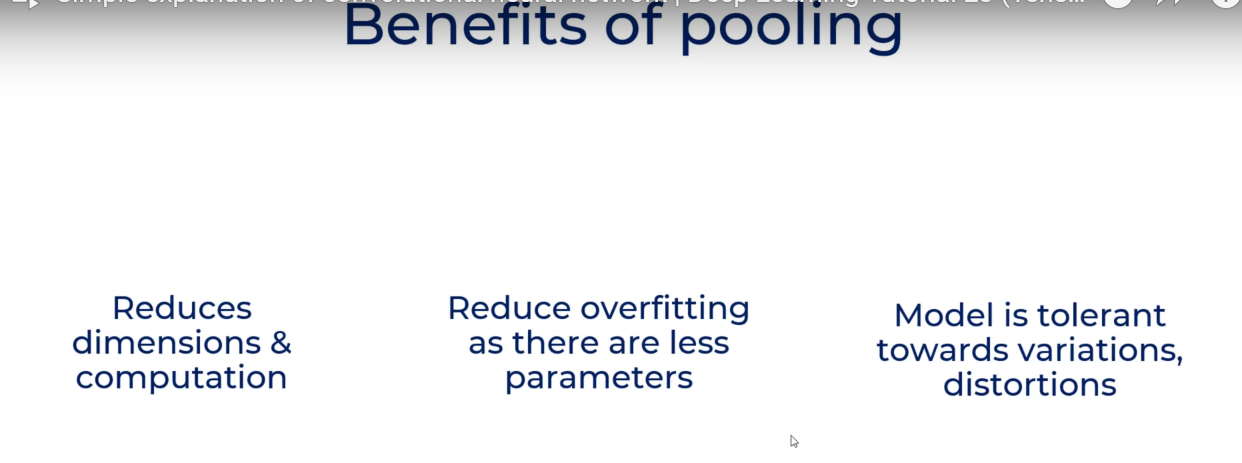 Simple explanation of convolutional neural network | Deep Learning Tutorial 23 (Tens...
Benefits of pooling
Reduces
dimensions &
computation
Reduce overfitting
as there are less
parameters
Model is tolerant
towards variations,
distortions